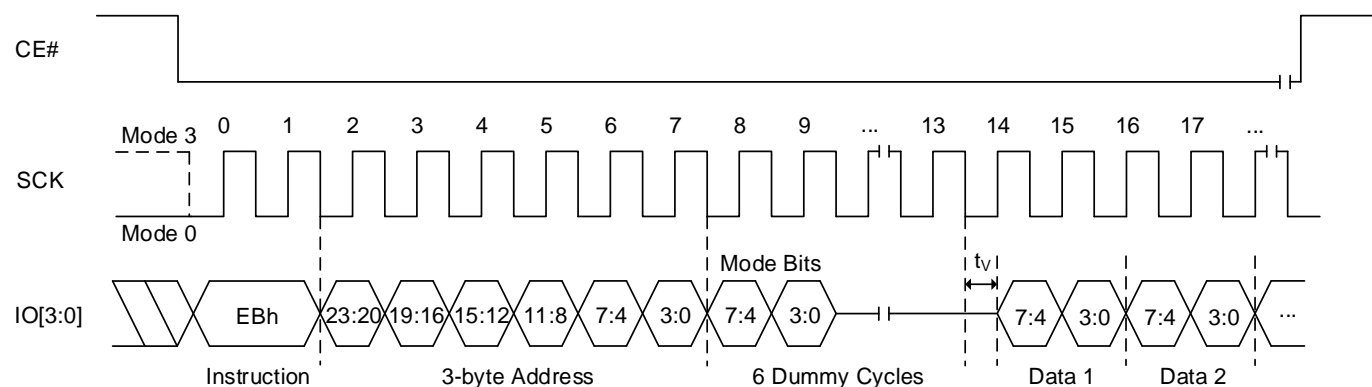 CE#
Mode 3
0 1 2 3 4 5 6 7 8 9 ... 13 14 15 16 17 ...
SCK
Mode 0
Mode Bits
tV
IO[3:0]
EBh 23:20 19:16 15:12 11:8 7:4 3:0 7:4 3:0 7:4 3:0 7:4 3:0 ...
Instruction 3-byte Address 6 Dummy Cycles Data 1 Data 2